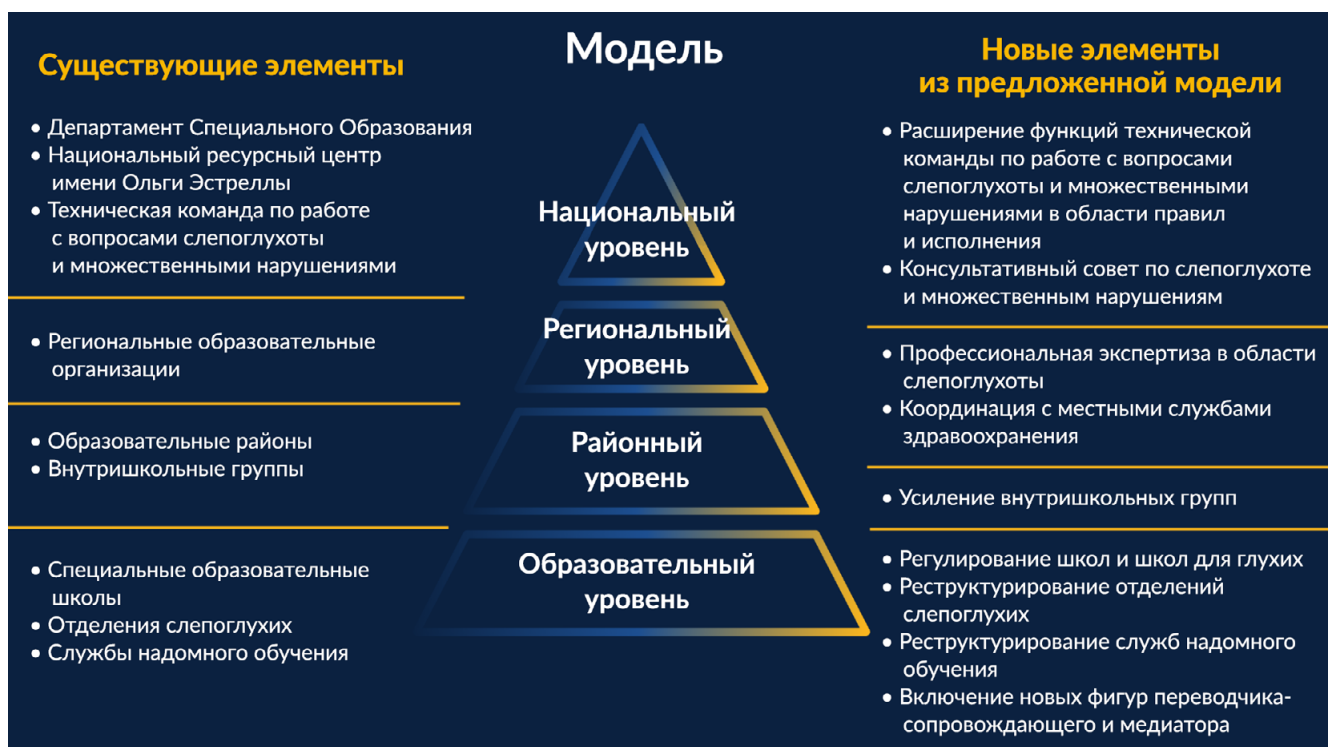 Модель
Существующие элементы
• Департамент Специального Образования
• Национальный ресурсный центр
имени Ольги Эстреллы
• Техническая команда по работе
с вопросами слепоглухоты
и множественными нарушениями
• Региональные образовательные
организации
• Образовательные районы
• Внутришкольные группы
• Специальные образовательные
школы
• Отделения слепоглухих
• Службы надомного обучения
Национальный
уровень
Региональный
уровень
Районный
уровень
Образовательный
уровень
Новые элементы
из предложенной модели
• Расширение функций технической
команды по работе с вопросами
слепоглухоты и множественными
нарушениями в области правил
и исполнения
• Консультативный совет по слепоглухоте
и множественным нарушениям
• Профессиональная экспертиза в области
слепоглухоты
• Координация с местными службами
здравоохранения
• Усиление внутришкольных групп
• Регулирование школ и школ для глухих
• Реструктурирование отделений
слепоглухих
• Реструктурирование служб надомного
обучения
• Включение новых фигур переводчика-
сопровождающего и медиатора